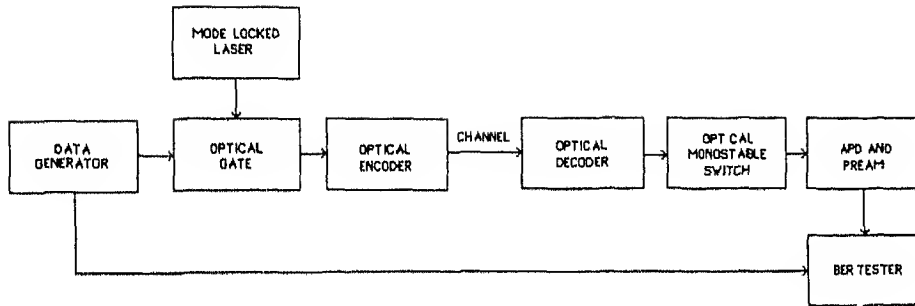 MODE LOCKED
LASER
DATA
GENERATOR
OPTICAL
GATE
OPTICAL
ENCODER
CHANNEL
OPTICAL
DECODER
OPT CAL
MONOSTABLE
SWITCH
APD AND
PREAM
BER TESTER